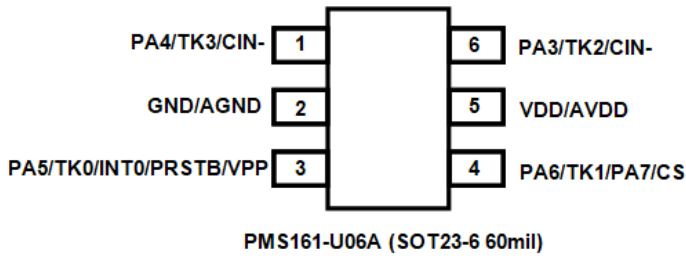 PA4/TK3/CIN- 1 6 PA3/TK2/CIN-
GND/AGND 2 5 VDD/AVDD
PA5/TK0/INT0/PRSTB/VPP 3 4 PA6/TK1/PA7/CS
PMS161-U06A (SOT23-6 60mil)